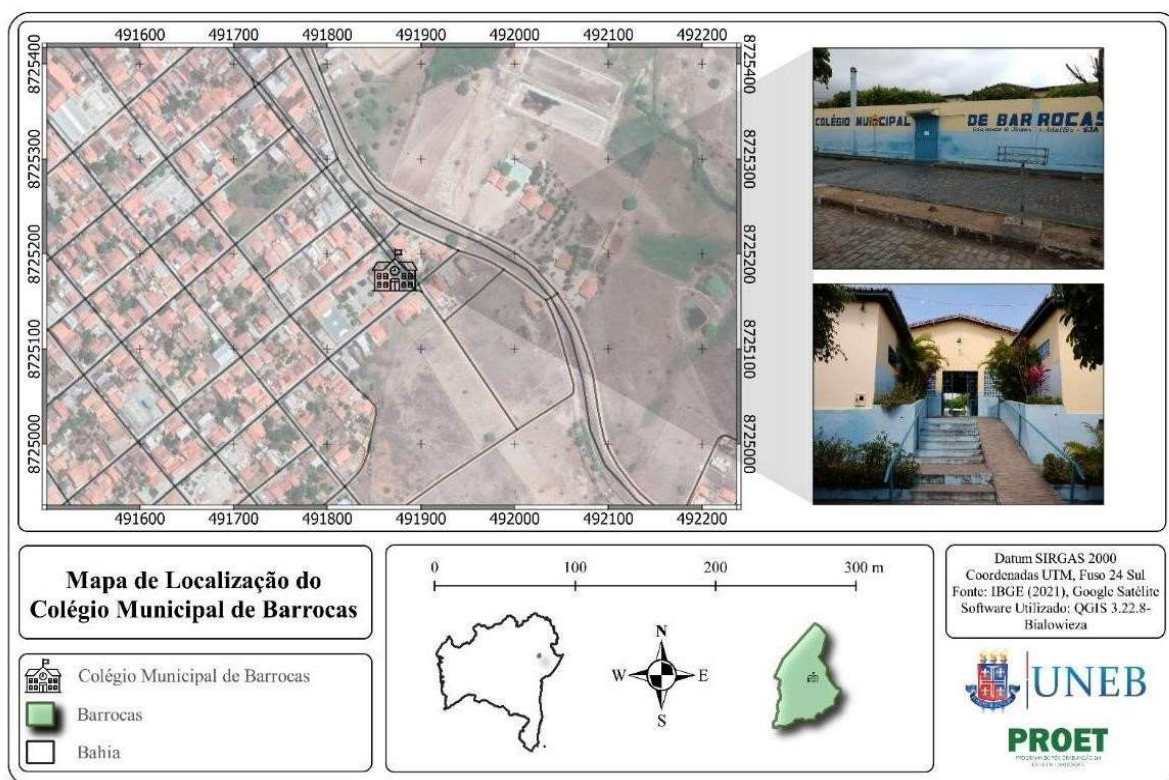 491600 491700 491800 491900 492000 492100 492200
8725400 8725300 8725200 8725100 8725000
8725400 8725300 8725200 8725100 8725000
491600 491700 491800 491900 492000 492100 492200
COLÉGIO MUNICIPAL DE BARROCAS
EJA
Mapa de Localização do
Colégio Municipal de Barrocas
Colégio Municipal de Barrocas
Barrocas
Bahia
0 100 200 300 m
N
W E
S
Datum SIRGAS 2000
Coordenadas UTM, Fuso 24 Sul
Fonte: IBGE (2021), Google Satélite
Software Utilizado: QGIS 3.22.8-
Bialowieza
UNEB
PROET